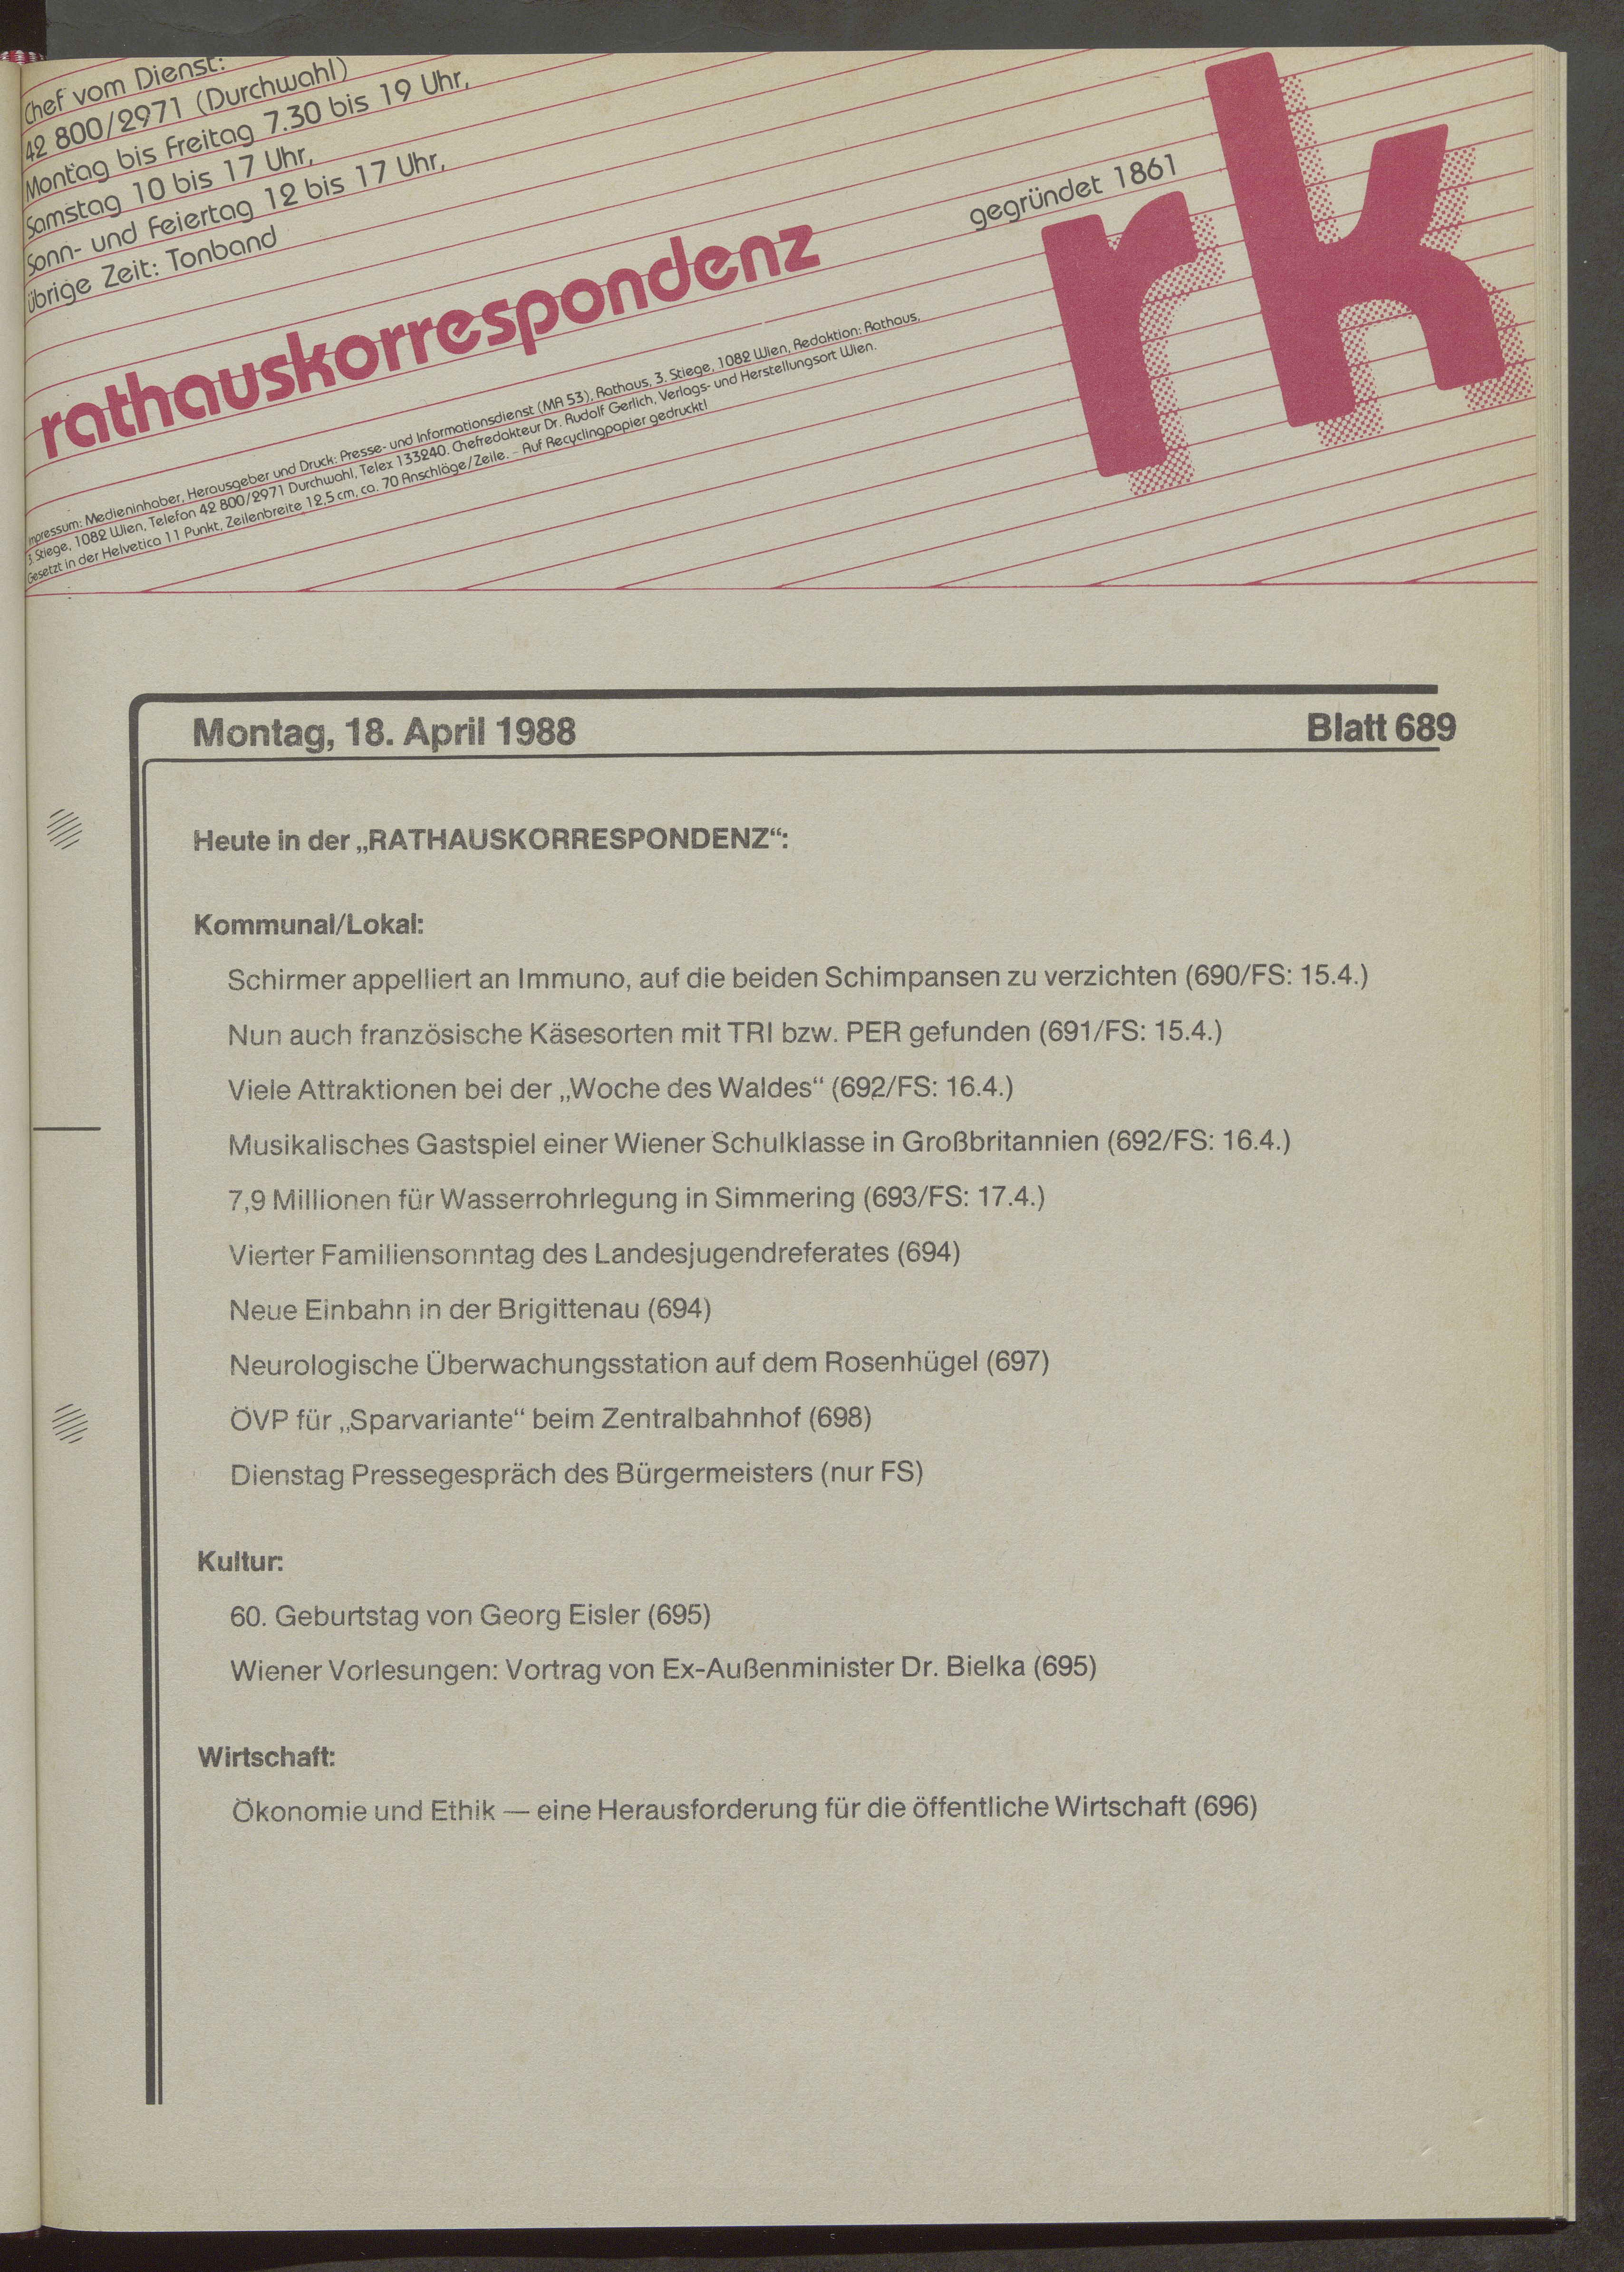 Chef vom Dienst:
42 800/2971 (Durchwahl)
Montag bis Freitag 7.30 bis 19 Uhr,
Samstag 10 bis 17 Uhr,
Sonn- und Feiertag 12 bis 17 Uhr,
übrige Zeit: Tonband
gegründet 1861
rk
rathauskorrespondenz
Impressum: Medieninhaber, Herausgeber und Druck: Presse- und Informationsdienst (MA 53), Rathaus, 3. Stiege, 1082 Wien, Redaktion: Rathaus,
3. Stiege, 1082 Wien, Telefon 42 800/2971 Durchwahl, Telex 133240. Chefredakteur Dr. Rudolf Gerlich, Verlags- und Herstellungsort Wien.
Gesetzt in der Helvetica 11 Punkt, Zeilenbreite 12,5 cm, ca. 70 Anschläge/Zeile. – Auf Recyclingpapier gedruckt!
Montag, 18. April 1988 Blatt 689
Heute in der „RATHAUSKORRESPONDENZ“:
Kommunal/Lokal:
Schirmer appelliert an Immuno, auf die beiden Schimpansen zu verzichten (690/FS: 15.4.)
Nun auch französische Käsesorten mit TRI bzw. PER gefunden (691/FS: 15.4.)
Viele Attraktionen bei der „Woche des Waldes“ (692/FS: 16.4.)
Musikalisches Gastspiel einer Wiener Schulklasse in Großbritannien (692/FS: 16.4.)
7,9 Millionen für Wasserrohrlegung in Simmering (693/FS: 17.4.)
Vierter Familiensonntag des Landesjugendreferates (694)
Neue Einbahn in der Brigittenau (694)
Neurologische Überwachungsstation auf dem Rosenhügel (697)
ÖVP für „Sparvariante“ beim Zentralbahnhof (698)
Dienstag Pressegespräch des Bürgermeisters (nur FS)
Kultur:
60. Geburtstag von Georg Eisler (695)
Wiener Vorlesungen: Vortrag von Ex-Außenminister Dr. Bielka (695)
Wirtschaft:
Ökonomie und Ethik — eine Herausforderung für die öffentliche Wirtschaft (696)